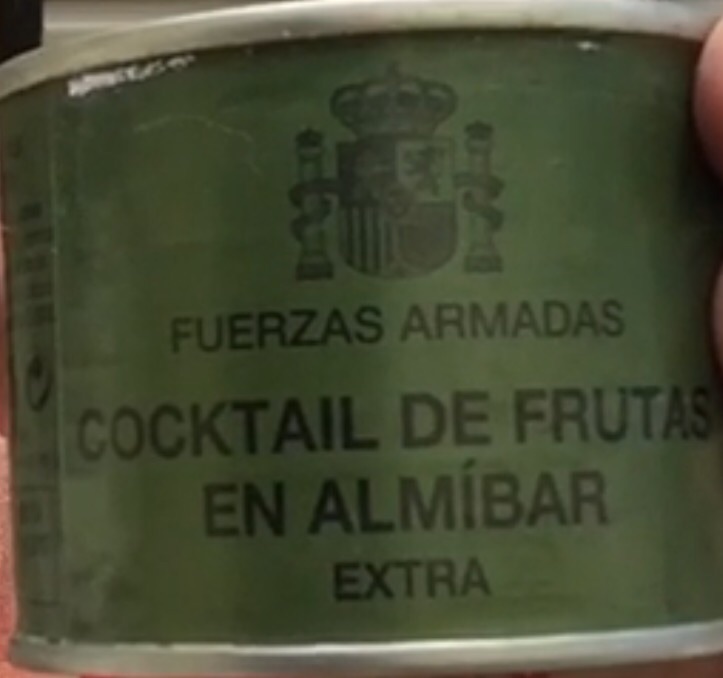 FUERZAS ARMADAS
COCKTAIL DE FRUTAS
EN ALMÍBAR
EXTRA